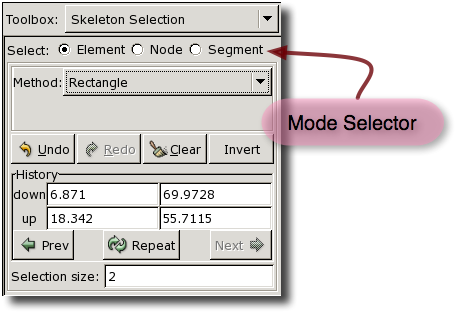 Toolbox: Skeleton Selection
Select: Element Node Segment
Method: Rectangle
Mode Selector
Undo Redo Clear Invert
History
down 6.871 69.9728
up 18.342 55.7115
Prev Repeat Next
Selection size: 2